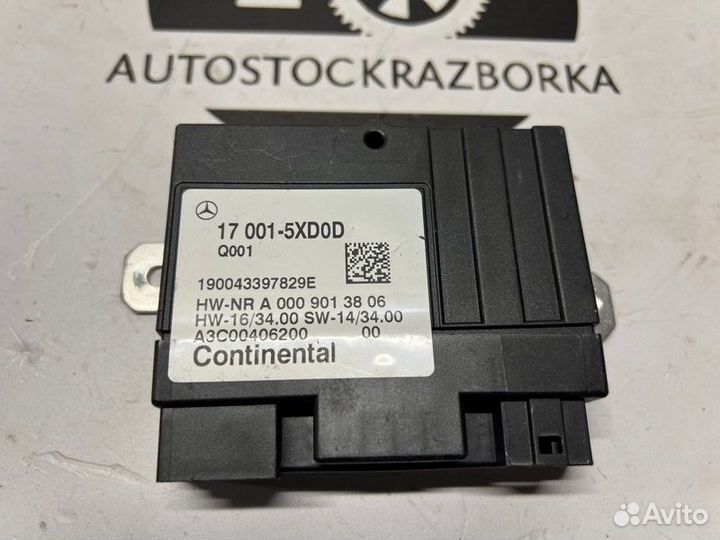 AUTOSTOCKRAZBORKA
17 001-5XD0D
Q001
190043397829E
HW-NR A 000 901 38 06
HW-16/34.00 SW-14/34.00
A3C00406200 00
Continental
Avito